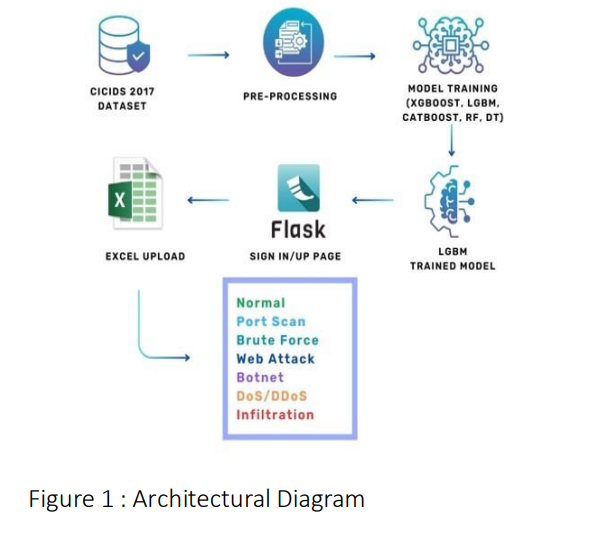 CICIDS 2017
DATASET
PRE-PROCESSING
MODEL TRAINING
(XGBOOST, LGBM,
CATBOOST, RF, DT)
X
EXCEL UPLOAD
Flask
SIGN IN/UP PAGE
LGBM
TRAINED MODEL
Normal
Port Scan
Brute Force
Web Attack
Botnet
DoS/DDoS
Infiltration
Figure 1 : Architectural Diagram